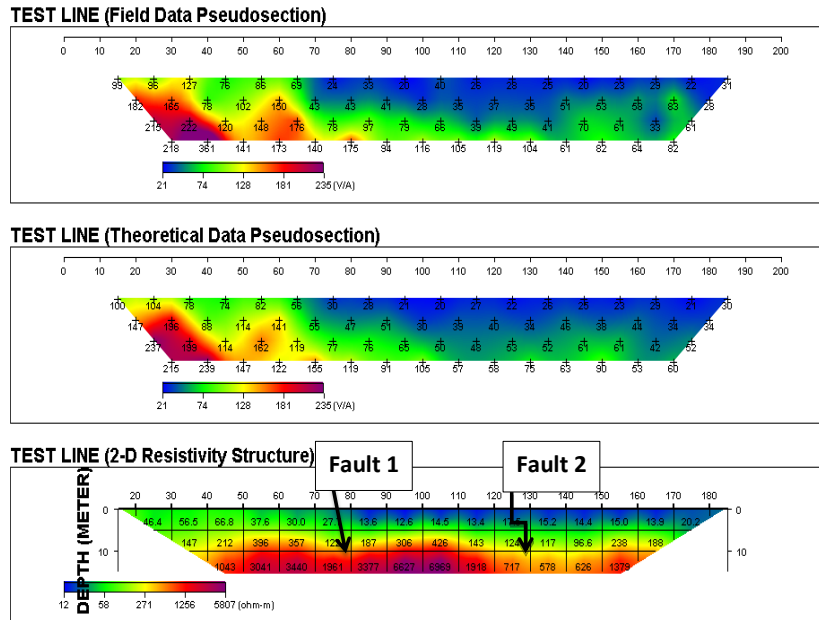 TEST LINE (Field Data Pseudosection)
0 10 20 30 40 50 60 70 80 90 100 110 120 130 140 150 160 170 180 190 200
99 96 127 76 86 69 24 33 20 40 26 28 25 23 58 23 29 22 31
182 165 78 102 150 43 43 41 28 35 37 35 51 53 58 83 28
215 222 120 148 176 78 97 79 66 39 49 41 70 57 61 33 61
218 361 141 173 140 175 94 116 105 119 104 61 82 64 82
21 74 128 181 235 (V/A)
TEST LINE (Theoretical Data Pseudosection)
0 10 20 30 40 50 60 70 80 90 100 110 120 130 140 150 160 170 180 190 200
100 104 78 74 82 56 30 28 21 27 22 26 25 24 29 21 30
147 196 88 114 141 55 47 51 30 39 34 46 38 44 34 34
237 199 114 162 119 77 76 65 50 48 53 52 61 61 42 52
215 239 147 122 155 119 105 57 58 75 63 90 53 60
21 74 128 181 235 (V/A)
TEST LINE (2-D Resistivity Structure)
Fault 1
Fault 2
DEPTH (METER)
20 30 40 50 60 70 80 90 100 110 120 130 140 150 160 170 180
0 0
46.4 56.5 66.8 37.6 30.0 13.6 12.6 14.5 13.4 15.2 14.4 15.0 13.9 20.2
147 212 396 357 187 306 426 143 117 96.6 238 188
10 10
1043 3041 3440 1961 3377 6627 6969 1918 717 578 626 1379
12 58 271 1256 5807 (ohm-m)